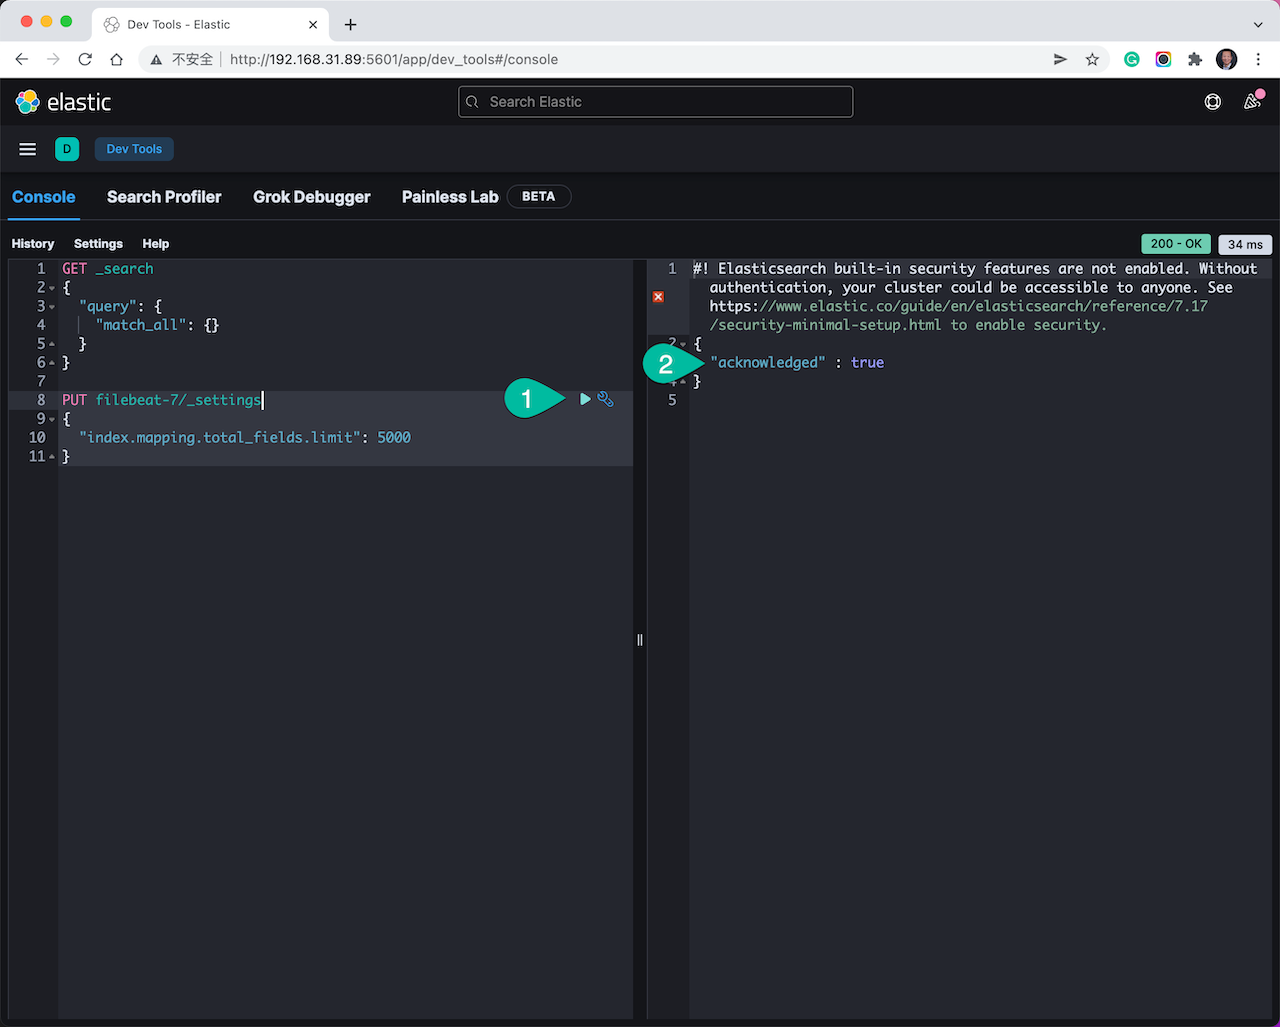 Dev Tools - Elastic
不安全 http://192.168.31.89:5601/app/dev_tools#/console
elastic
Search Elastic
D
Dev Tools
Console Search Profiler Grok Debugger Painless Lab BETA
History Settings Help
200 - OK 34 ms
1 GET _search
2 {
3 "query": {
4 "match_all": {}
5 }
6 }
7
8 PUT filebeat-7/_settings
9 {
10 "index.mapping.total_fields.limit": 5000
11 }
1
1 #! Elasticsearch built-in security features are not enabled. Without
authentication, your cluster could be accessible to anyone. See
https://www.elastic.co/guide/en/elasticsearch/reference/7.17
/security-minimal-setup.html to enable security.
2 {
2 "acknowledged" : true
4 }
5